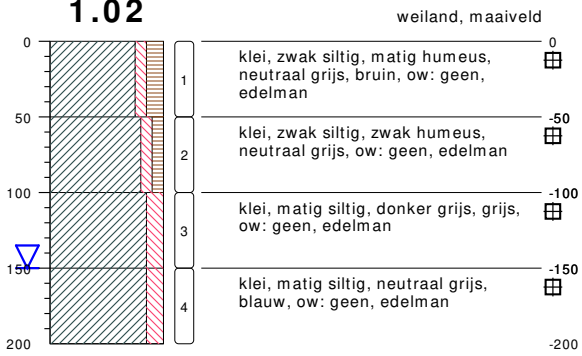 1.02
weiland, maaiveld
0
0
1
klei, zwak siltig, matig humeus,
neutraal grijs, bruin, ow: geen,
edelman
50
-50
2
klei, zwak siltig, zwak humeus,
neutraal grijs, ow: geen, edelman
100
-100
3
klei, matig siltig, donker grijs, grijs,
ow: geen, edelman
150
-150
4
klei, matig siltig, neutraal grijs,
blauw, ow: geen, edelman
200
-200